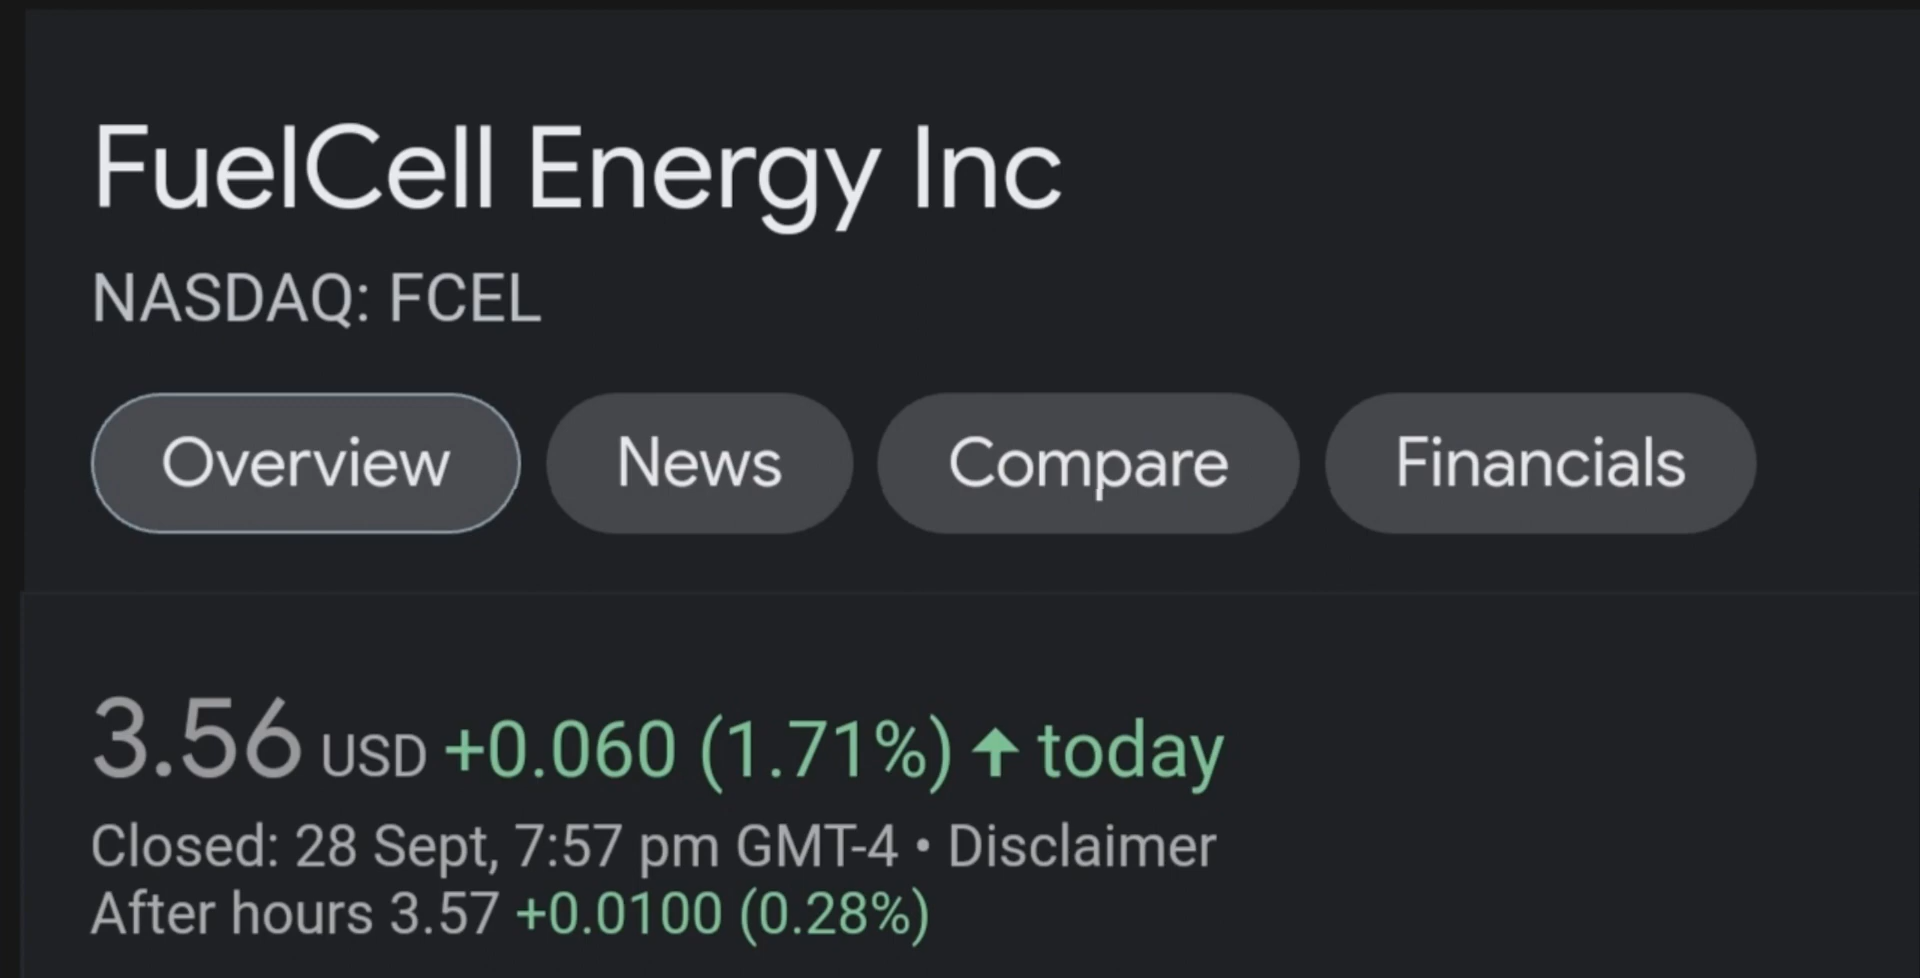 FuelCell Energy Inc
NASDAQ: FCEL
Overview News Compare Financials
3.56 USD +0.060 (1.71%) ↑ today
Closed: 28 Sept, 7:57 pm GMT-4 • Disclaimer
After hours 3.57 +0.0100 (0.28%)